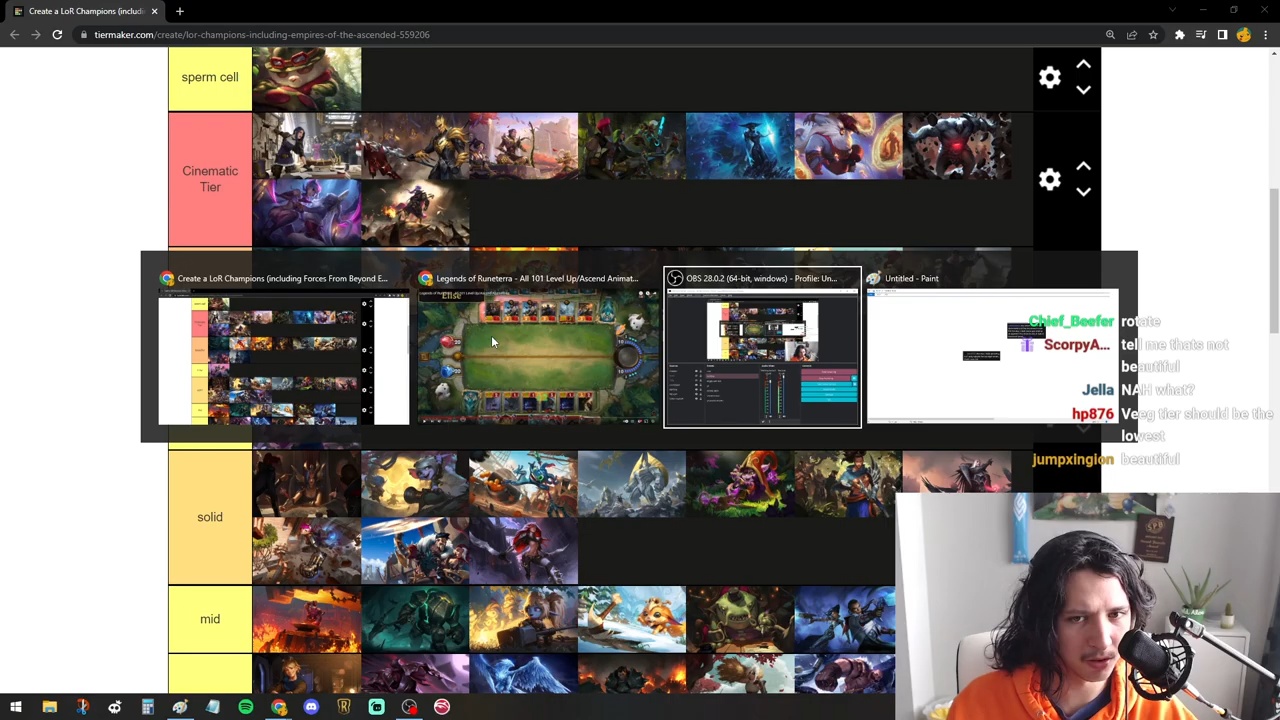 Create a LoR Champions (includi
tiermaker.com/create/lor-champions-including-empires-of-the-ascended-559206
sperm cell
Cinematic
Tier
Create a LoR Champions (including Forces From Beyond E...
Legends of Runeterra - All 101 Level Up/Ascend Animat...
OBS 28.0.2 (64-bit, windows) - Profile: Un...
Untitled - Paint
Elise
Chief_Beefer rotate
ScorpyA... tell me thats not
beautiful
Jella NAH what?
hp876 Veeg tier should be the
lowest
jumpxingion beautiful
solid
mid